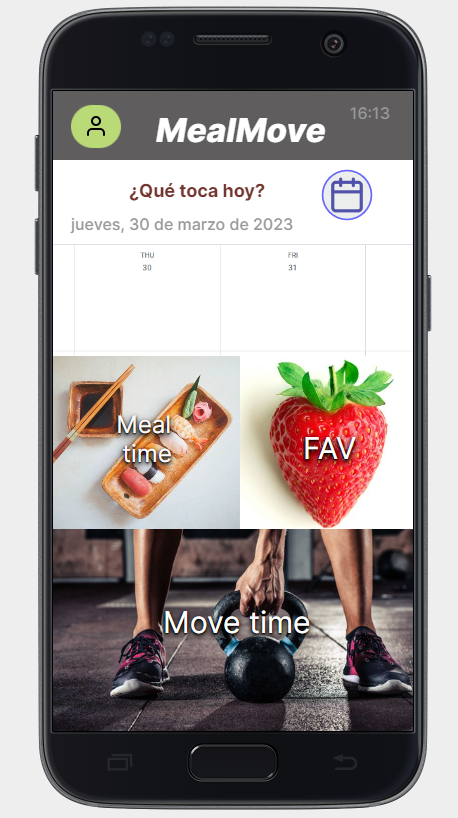 MealMove
16:13
¿Qué toca hoy?
jueves, 30 de marzo de 2023
THU
FRI
30
31
Meal
time
FAV
Move time